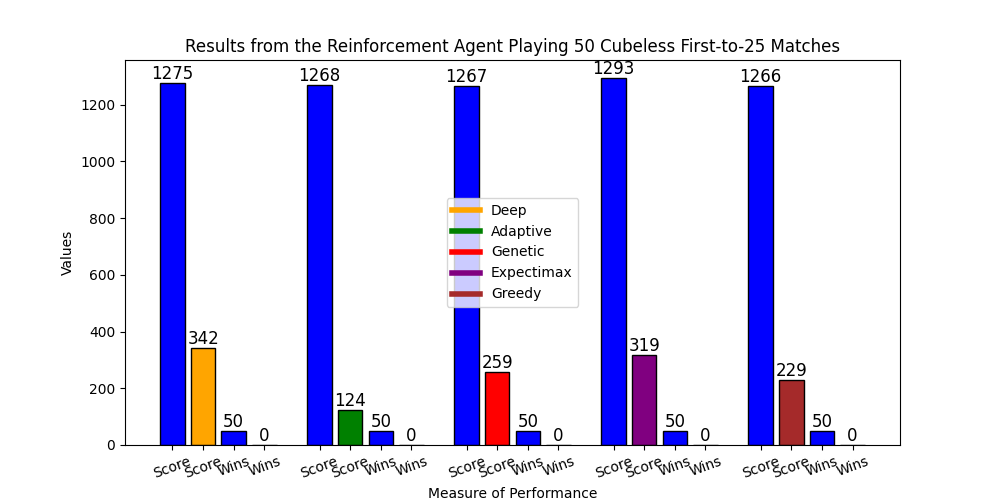 Results from the Reinforcement Agent Playing 50 Cubeless First-to-25 Matches
1275 1268 1267 1293 1266
1200
1000
800
600
400
200
0
Values
Deep
Adaptive
Genetic
Expectimax
Greedy
342 50 0
124 50 0
259 50 0
319 50 0
229 50 0
Score Score Wins Wins Score Score Wins Wins Score Score Wins Wins Score Score Wins Wins Score Score Wins Wins
Measure of Performance